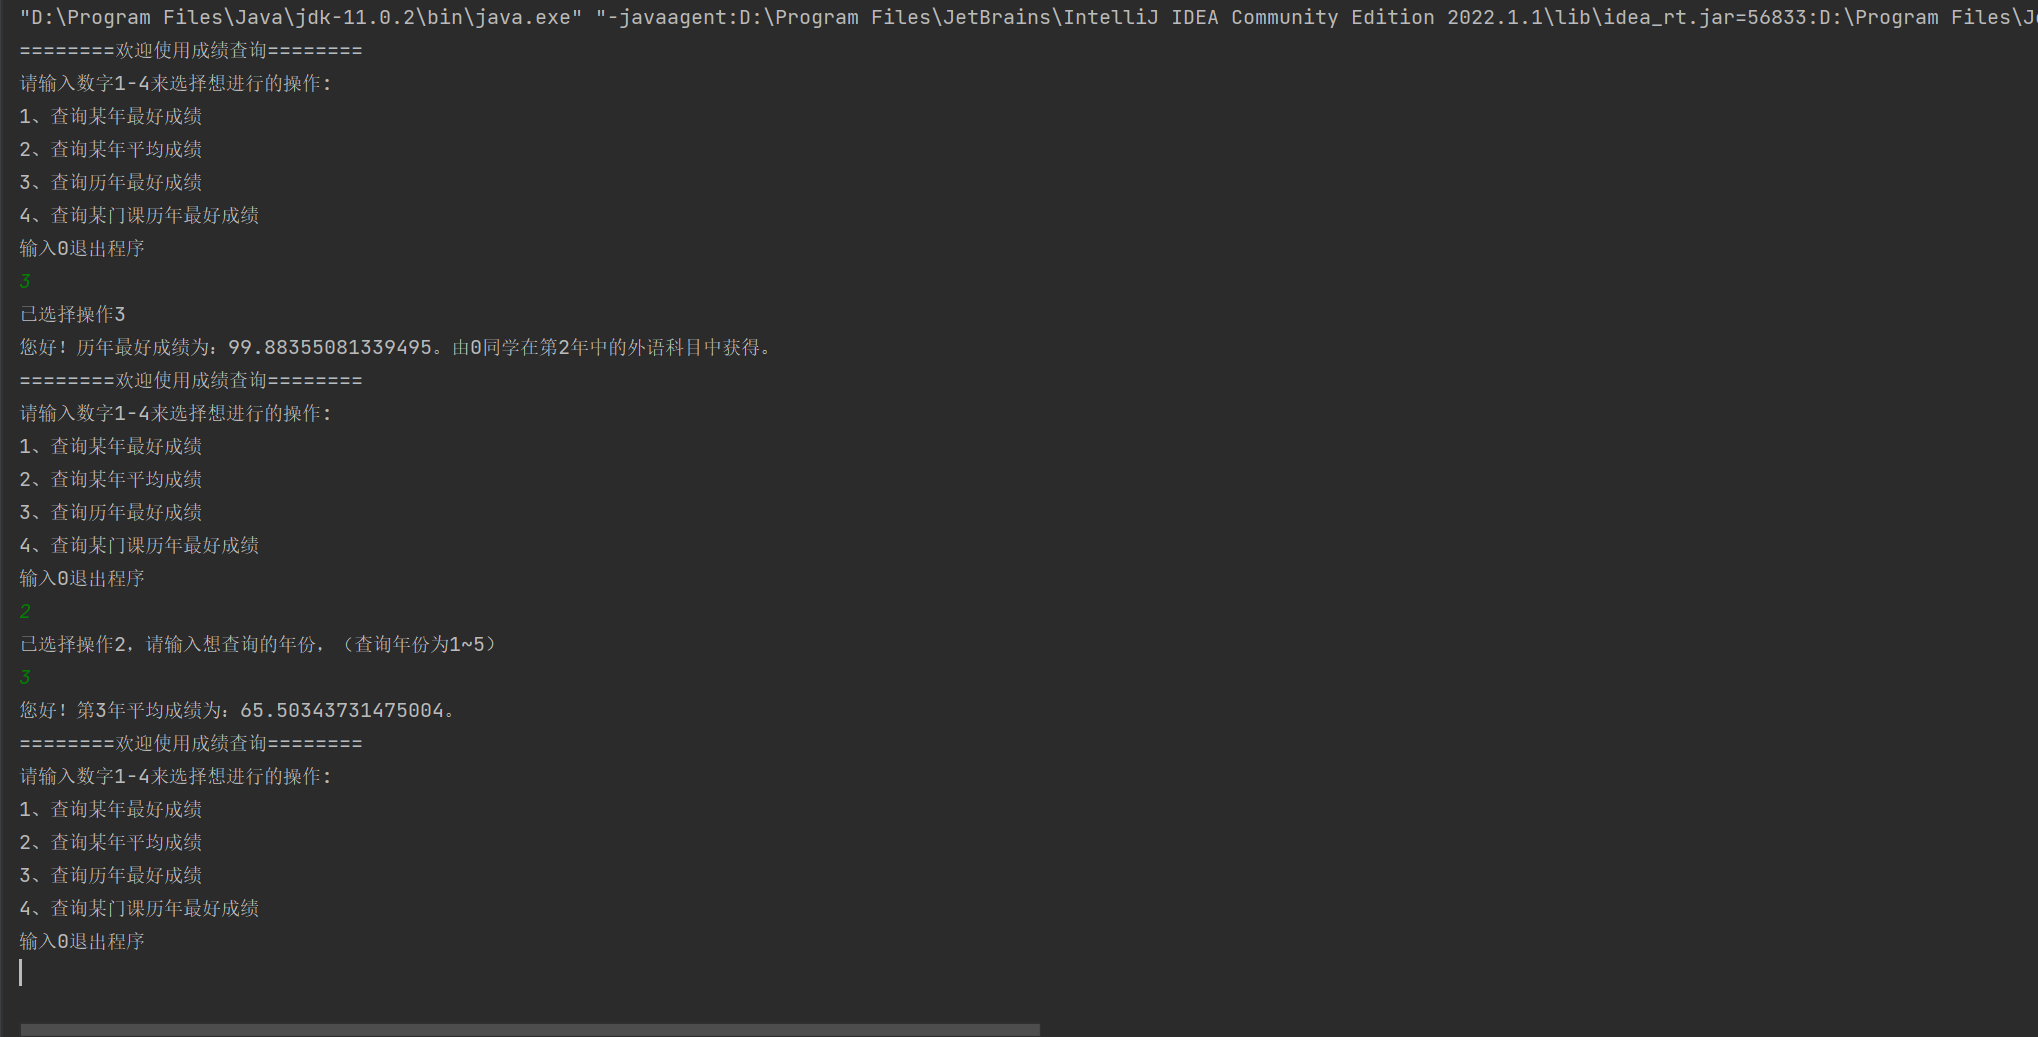 "D:\Program Files\Java\jdk-11.0.2\bin\java.exe" "-javaagent:D:\Program Files\JetBrains\IntelliJ IDEA Community Edition 2022.1.1\lib\idea_rt.jar=56833:D:\Program Files\J
========欢迎使用成绩查询========
请输入数字1-4来选择想进行的操作:
1、查询某年最好成绩
2、查询某年平均成绩
3、查询历年最好成绩
4、查询某门课历年最好成绩
输入0退出程序
3
已选择操作3
您好！历年最好成绩为：99.88355081339495。由0同学在第2年中的外语科目中获得。
========欢迎使用成绩查询========
请输入数字1-4来选择想进行的操作:
1、查询某年最好成绩
2、查询某年平均成绩
3、查询历年最好成绩
4、查询某门课历年最好成绩
输入0退出程序
2
已选择操作2，请输入想查询的年份，（查询年份为1~5）
3
您好！第3年平均成绩为：65.50343731475004。
========欢迎使用成绩查询========
请输入数字1-4来选择想进行的操作:
1、查询某年最好成绩
2、查询某年平均成绩
3、查询历年最好成绩
4、查询某门课历年最好成绩
输入0退出程序